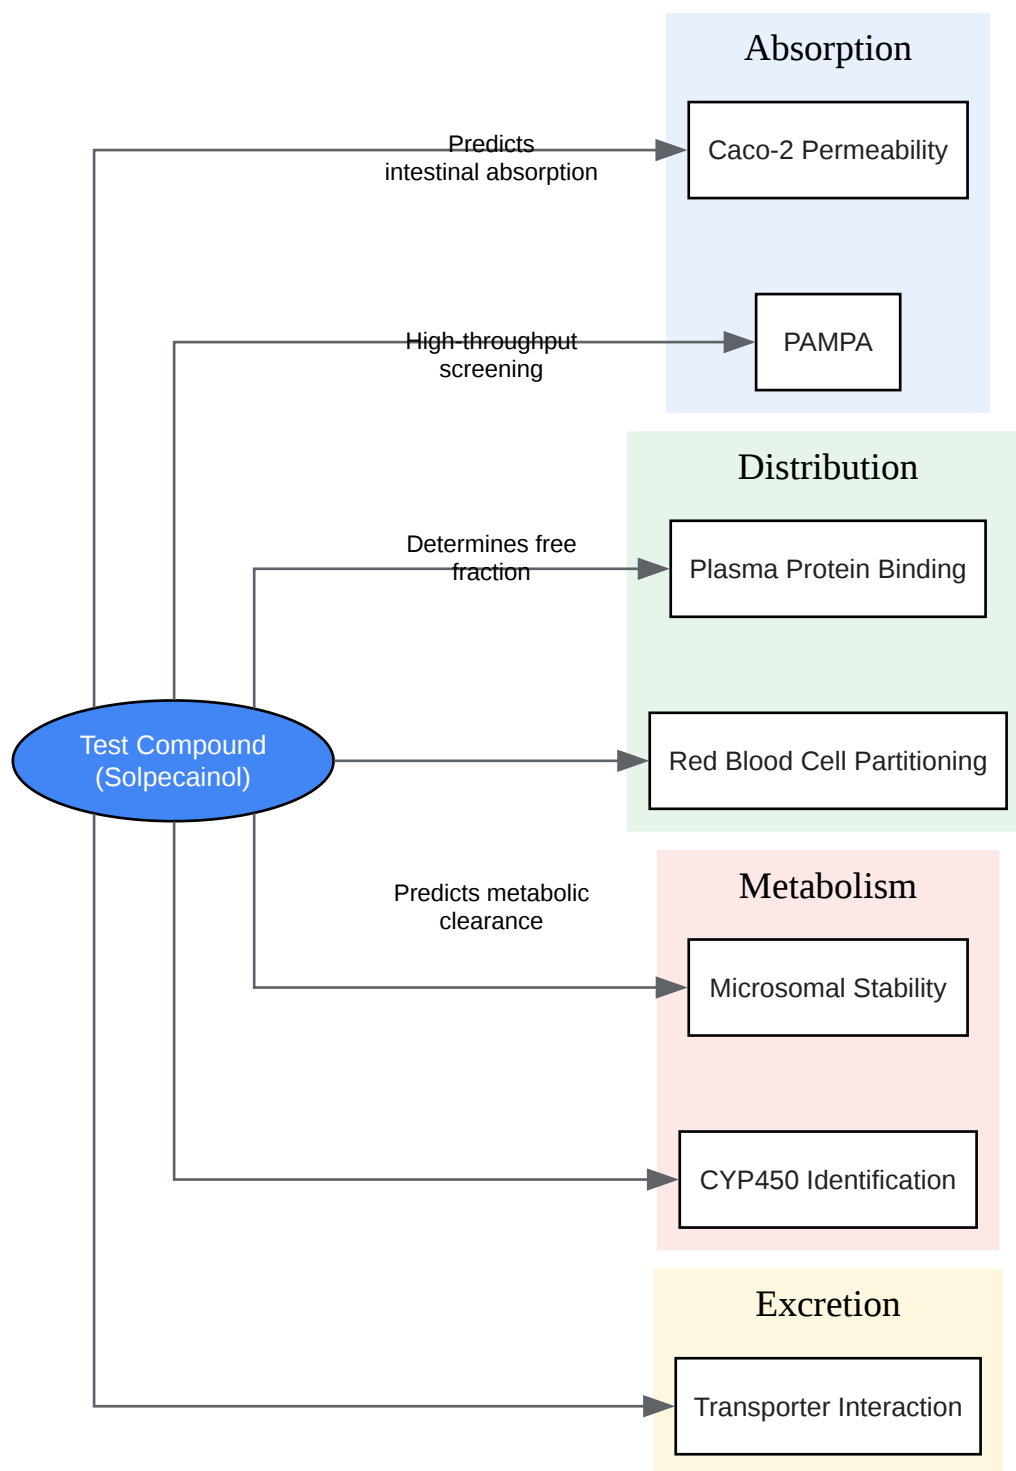 Absorption
Predicts
intestinal absorption
Caco-2 Permeability
High-throughput
screening
PAMPA
Distribution
Determines free
fraction
Plasma Protein Binding
Test Compound
(Solpecainol)
Red Blood Cell Partitioning
Metabolism
Predicts metabolic
clearance
Microsomal Stability
CYP450 Identification
Excretion
Transporter Interaction